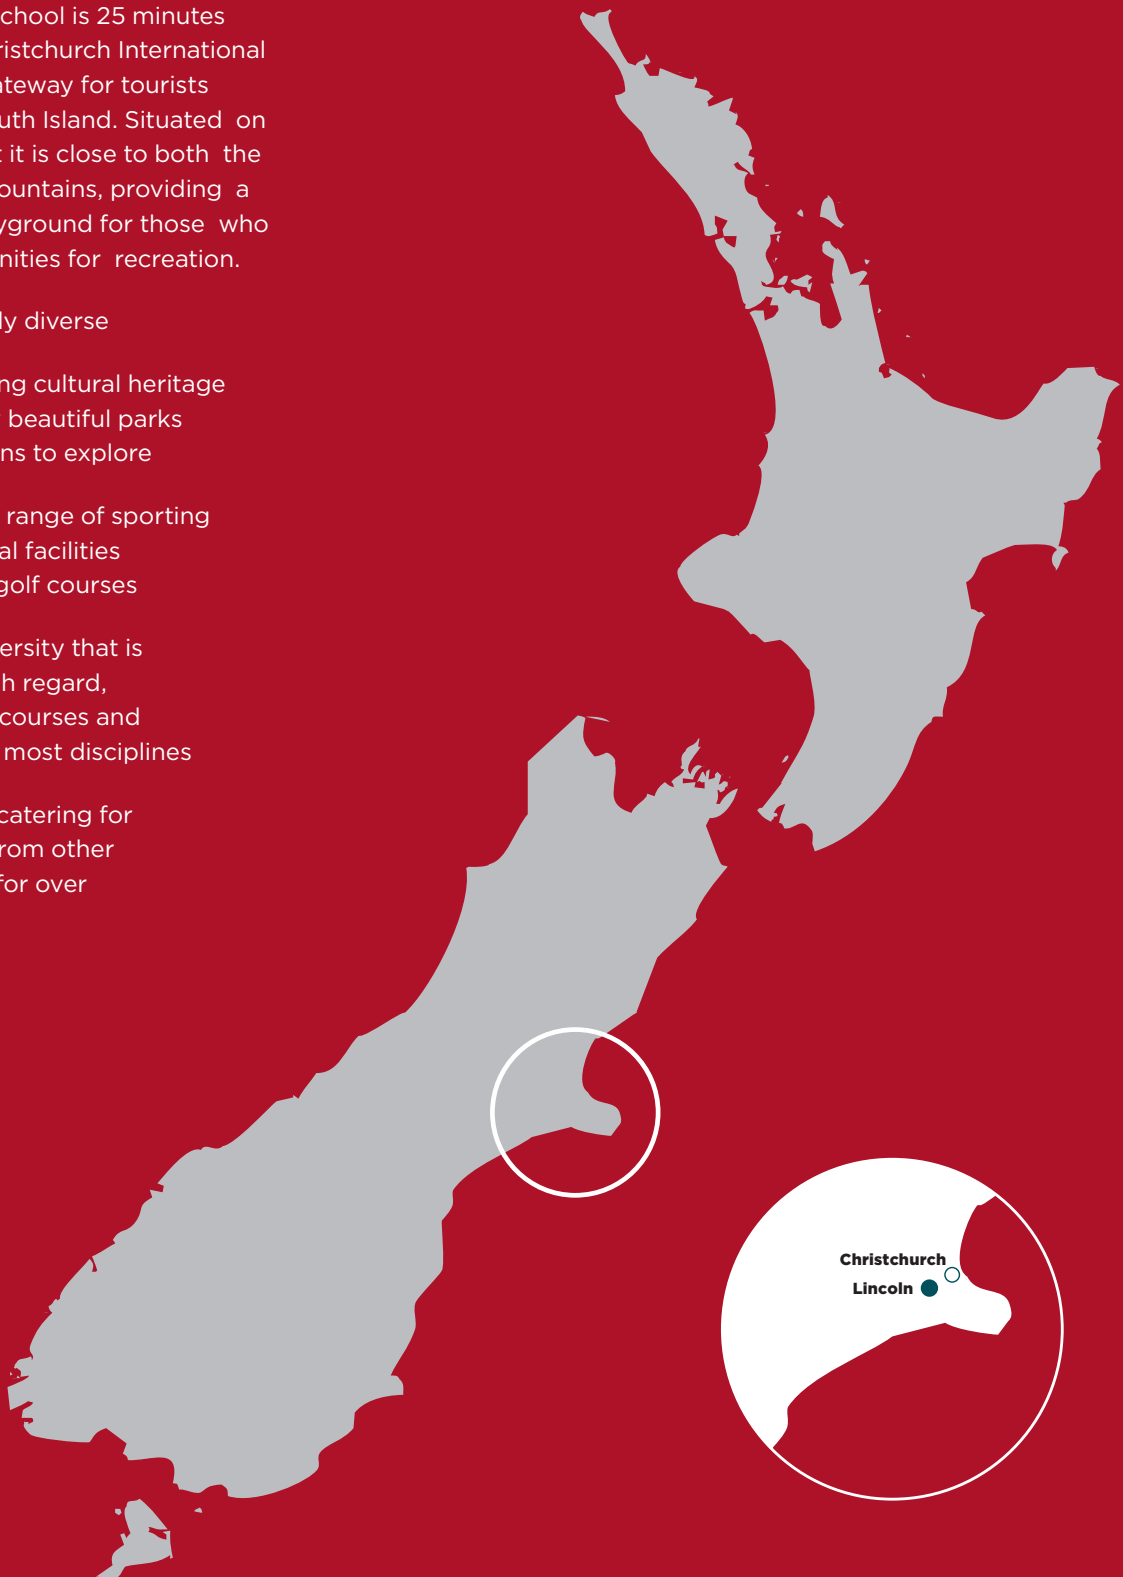 chool is 25 minutes
ristchurch International
ateway for tourists
uth Island. Situated on
t it is close to both the
ountains, providing a
yground for those who
nities for recreation.
ly diverse
ng cultural heritage
beautiful parks
ns to explore
range of sporting
al facilities
golf courses
ersity that is
h regard,
courses and
most disciplines
catering for
rom other
for over
Christchurch
Lincoln